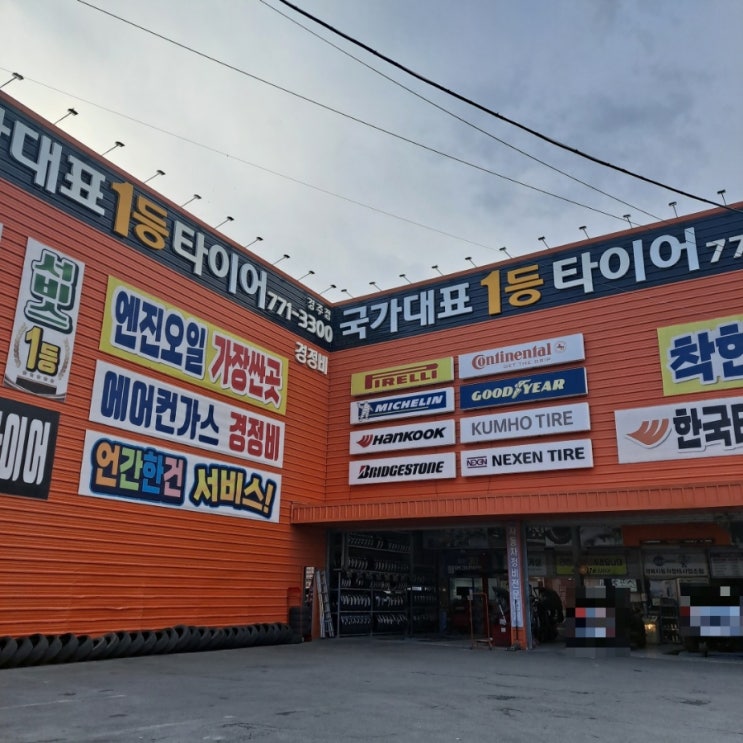 가대표 1등 타이어 771-3300
경주점
경정비
서비스
1등
엔진오일 가장싼곳
에어컨가스 경정비
언간한건 서비스!
이어
국가대표 1등 타이어 77
PIRELLI
MICHELIN
HANKOOK
BRIDGESTONE
Continental
GOODYEAR
KUMHO TIRE
NEXEN NEXEN TIRE
착한
한국타